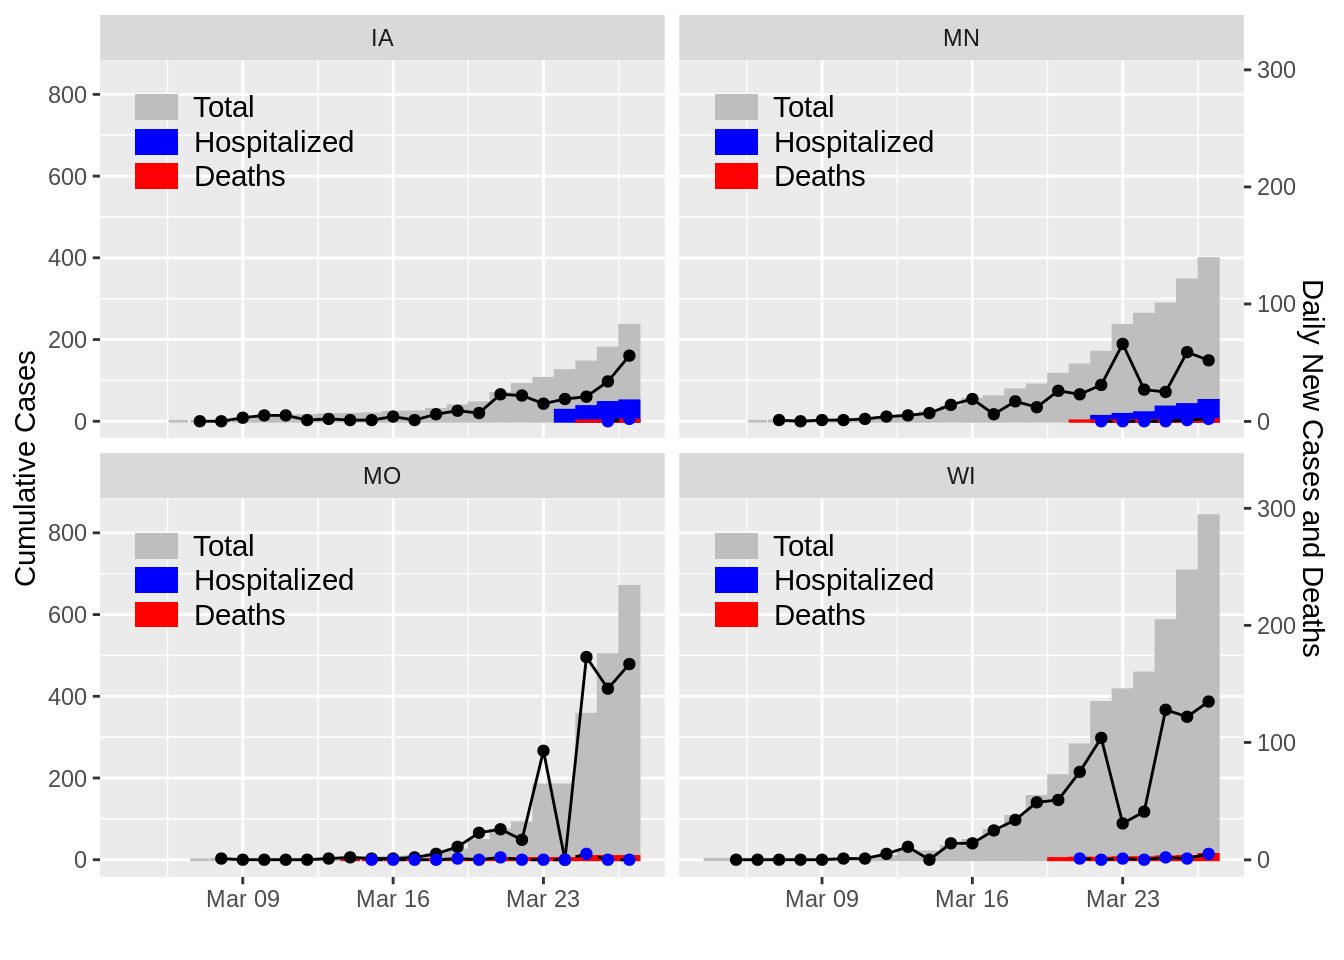 IA
MN
800
600
400
200
0
Total
Hospitalized
Deaths
Total
Hospitalized
Deaths
300
200
100
0
Cumulative Cases
Daily New Cases and Deaths
MO
WI
800
600
400
200
0
Total
Hospitalized
Deaths
Total
Hospitalized
Deaths
300
200
100
0
Mar 09
Mar 16
Mar 23
Mar 09
Mar 16
Mar 23